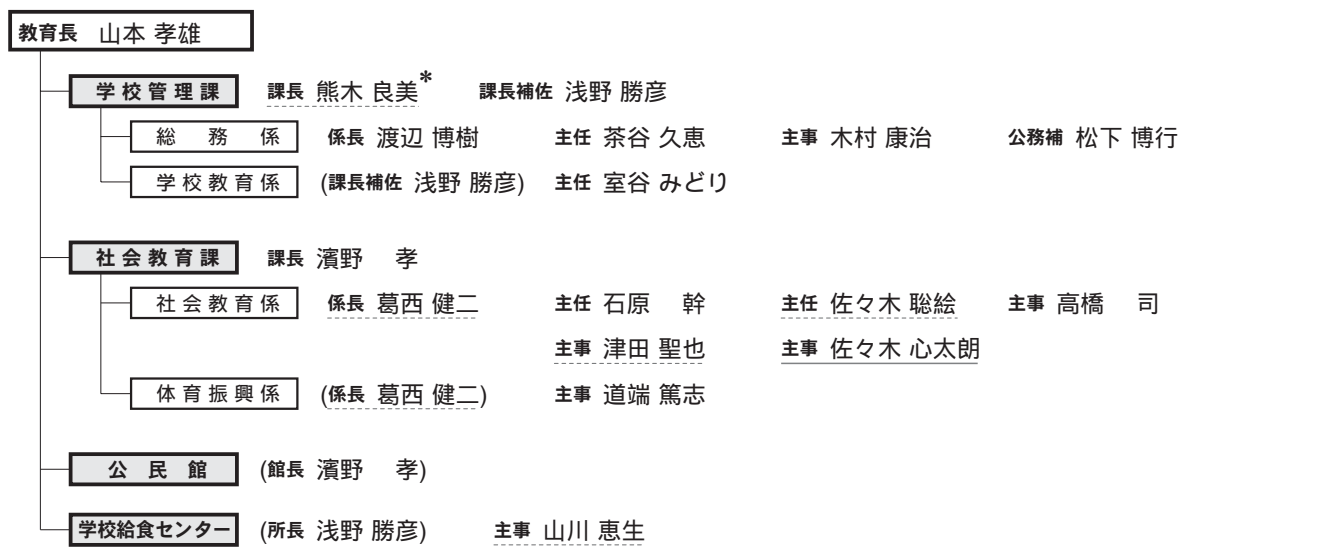 教育長 山本 孝雄
学校管理課 課長 熊木 良美* 課長補佐 浅野 勝彦
総務係 係長 渡辺 博樹 主任 茶谷 久恵 主事 木村 康治 公務補 松下 博行
学校教育係 (課長補佐 浅野 勝彦) 主任 室谷 みどり
社会教育課 課長 濱野 孝
社会教育係 係長 葛西 健二 主任 石原 幹 主任 佐々木 聡絵 主事 高橋 司
主事 津田 聖也 主事 佐々木 心太朗
体育振興係 (係長 葛西 健二) 主事 道端 篤志
公民館 (館長 濱野 孝)
学校給食センター (所長 浅野 勝彦) 主事 山川 恵生